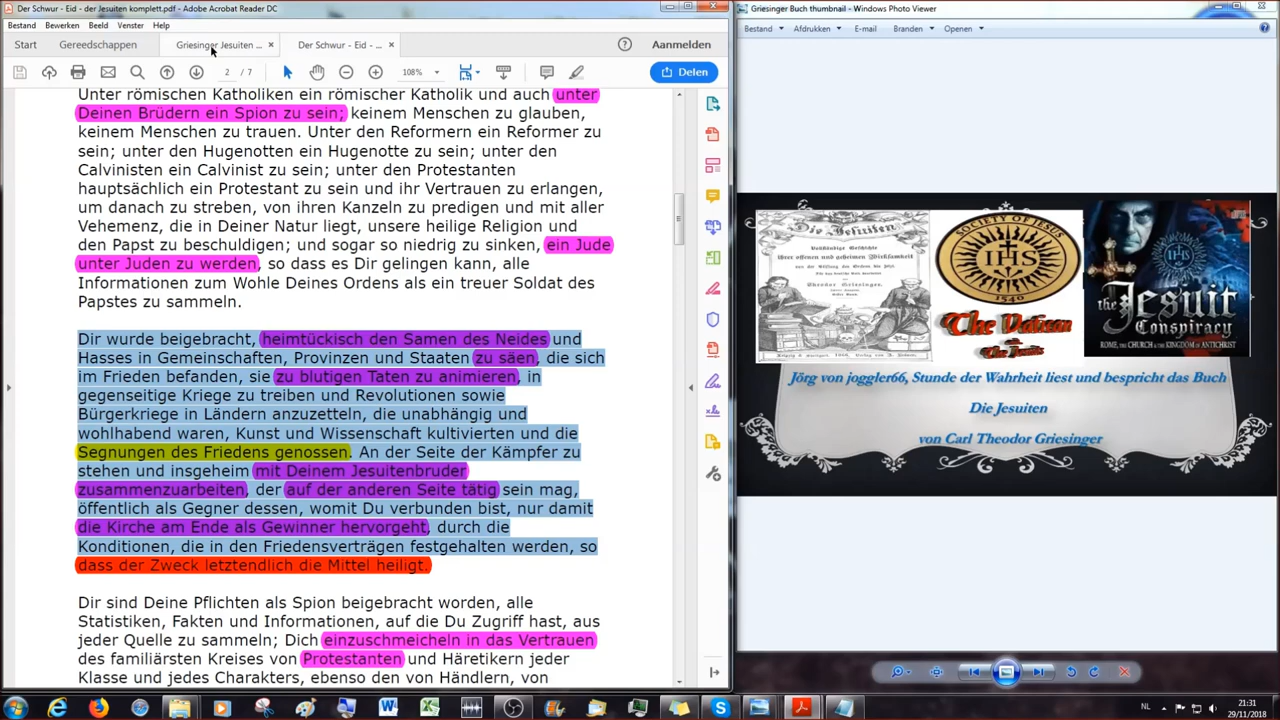 Der Schwur - Eid - der Jesuiten komplett.pdf - Adobe Acrobat Reader DC
Bestand Bewerken Beeld Venster Help
Start Gereedschappen Griesinger Jesuiten ... × Der Schwur - Eid - ... × Aanmelden
2 / 7 108% Delen
Unter römischen Katholiken ein römischer Katholik und auch unter
Deinen Brüdern ein Spion zu sein; keinem Menschen zu glauben,
keinem Menschen zu trauen. Unter den Reformern ein Reformer zu
sein; unter den Hugenotten ein Hugenotte zu sein; unter den
Calvinisten ein Calvinist zu sein; unter den Protestanten
hauptsächlich ein Protestant zu sein und ihr Vertrauen zu erlangen,
um danach zu streben, von ihren Kanzeln zu predigen und mit aller
Vehemenz, die in Deiner Natur liegt, unsere heilige Religion und
den Papst zu beschuldigen; und sogar so niedrig zu sinken, ein Jude
unter Juden zu werden, so dass es Dir gelingen kann, alle
Informationen zum Wohle Deines Ordens als ein treuer Soldat des
Papstes zu sammeln.
Dir wurde beigebracht, heimtückisch den Samen des Neides und
Hasses in Gemeinschaften, Provinzen und Staaten zu säen, die sich
im Frieden befanden, sie zu blutigen Taten zu animieren, in
gegenseitige Kriege zu treiben und Revolutionen sowie
Bürgerkriege in Ländern anzuzetteln, die unabhängig und
wohlhabend waren, Kunst und Wissenschaft kultivierten und die
Segnungen des Friedens genossen. An der Seite der Kämpfer zu
stehen und insgeheim mit Deinem Jesuitenbruder
zusammenzuarbeiten, der auf der anderen Seite tätig sein mag,
öffentlich als Gegner dessen, womit Du verbunden bist, nur damit
die Kirche am Ende als Gewinner hervorgeht, durch die
Konditionen, die in den Friedensverträgen festgehalten werden, so
dass der Zweck letztendlich die Mittel heiligt.
Dir sind Deine Pflichten als Spion beigebracht worden, alle
Statistiken, Fakten und Informationen, auf die Du Zugriff hast, aus
jeder Quelle zu sammeln; Dich einzuschmeicheln in das Vertrauen
des familiärsten Kreises von Protestanten und Häretikern jeder
Klasse und jedes Charakters, ebenso den von Händlern, von
Griesinger Buch thumbnail - Windows Photo Viewer
Bestand Afdrukken E-mail Branden Openen
Die Jesuiten
Vollständige Geschichte
Theodor Griesinger
SOCIETY OF JESUS
IHS
1540
The Vatican
The Jesuits
IHS
the Jesuit
Conspiracy
ROME, THE CHURCH & THE KINGDOM OF ANTICHRIST
Jörg von joggler66, Stunde der Wahrheit liest und bespricht das Buch
Die Jesuiten
von Carl Theodor Griesinger
NL 21:31
29/11/2018